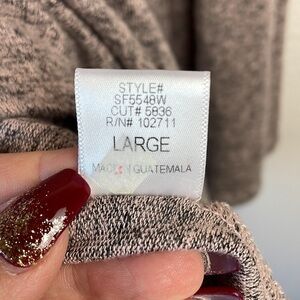 STYLE#
SF5548W
CUT# 5836
R/N# 102711
LARGE
MADE IN GUATEMALA